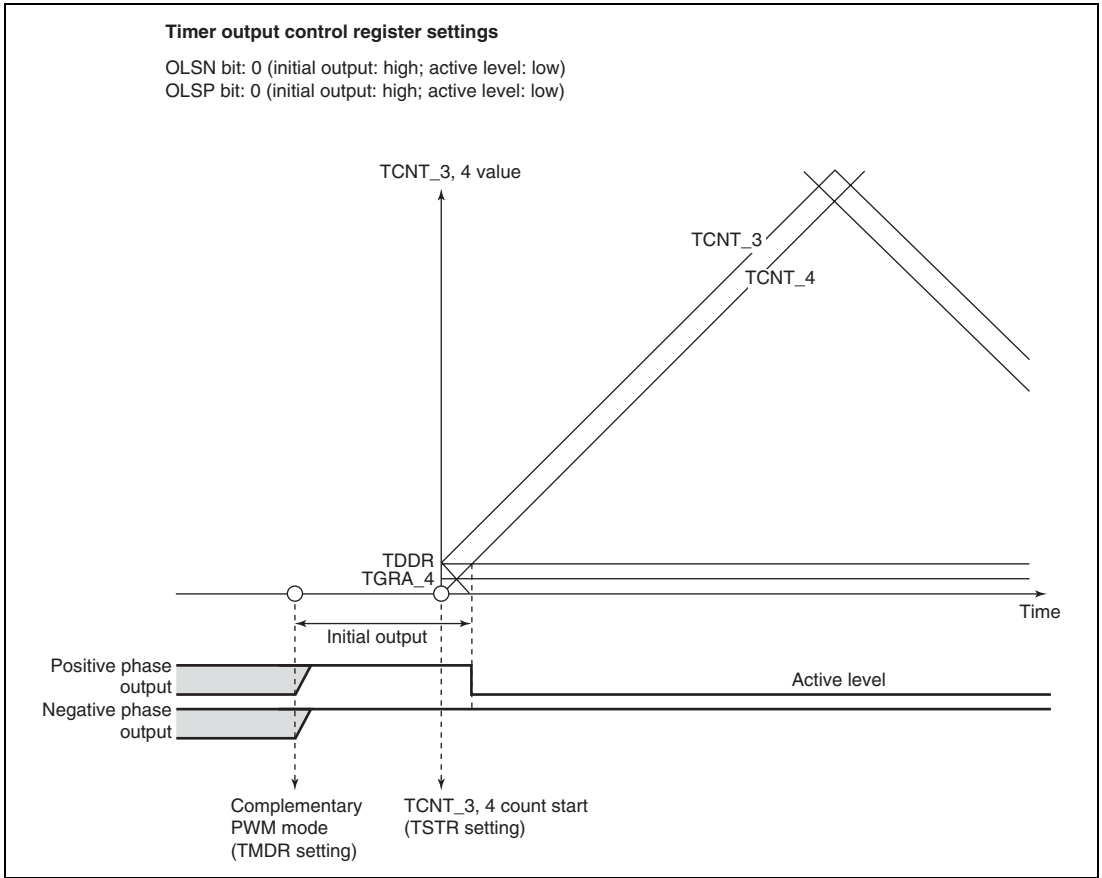 Timer output control register settings
OLSN bit: 0 (initial output: high; active level: low)
OLSP bit: 0 (initial output: high; active level: low)
TCNT_3, 4 value
TCNT_3
TCNT_4
TDDR
TGRA_4
Time
Initial output
Positive phase
output
Active level
Negative phase
output
Complementary
PWM mode
(TMDR setting)
TCNT_3, 4 count start
(TSTR setting)